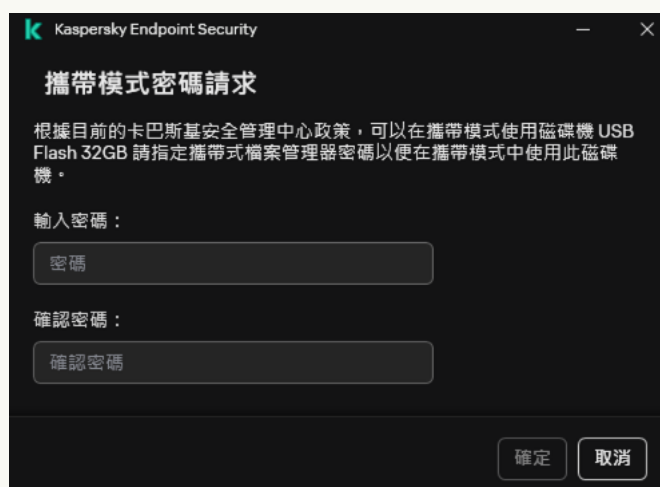 Kaspersky Endpoint Security
攜帶模式密碼請求
根據目前的卡巴斯基安全管理中心政策，可以在攜帶模式使用磁碟機 USB
Flash 32GB 請指定攜帶式檔案管理器密碼以便在攜帶模式中使用此磁碟
機。
輸入密碼：
密碼
確認密碼：
確認密碼
確定
取消